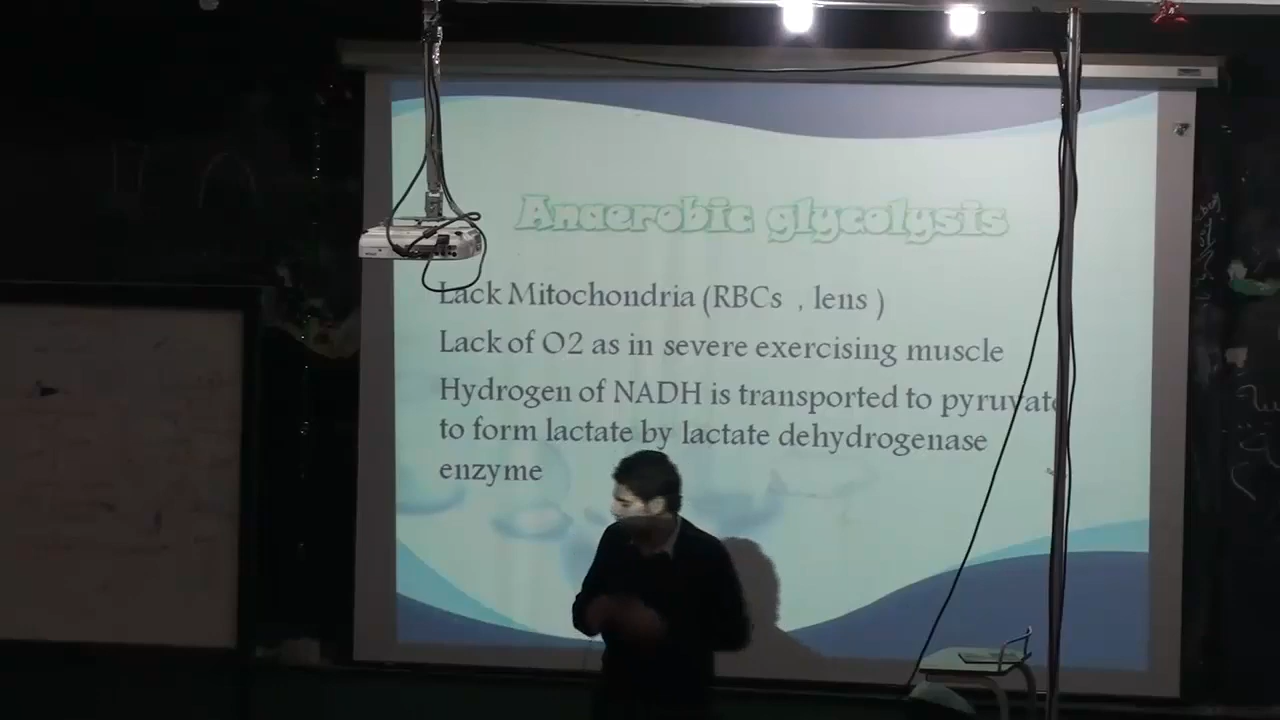 Anaerobic glycolysis
Lack Mitochondria (RBCs , lens )
Lack of O2 as in severe exercising muscle
Hydrogen of NADH is transported to pyruvate
to form lactate by lactate dehydrogenase
enzyme